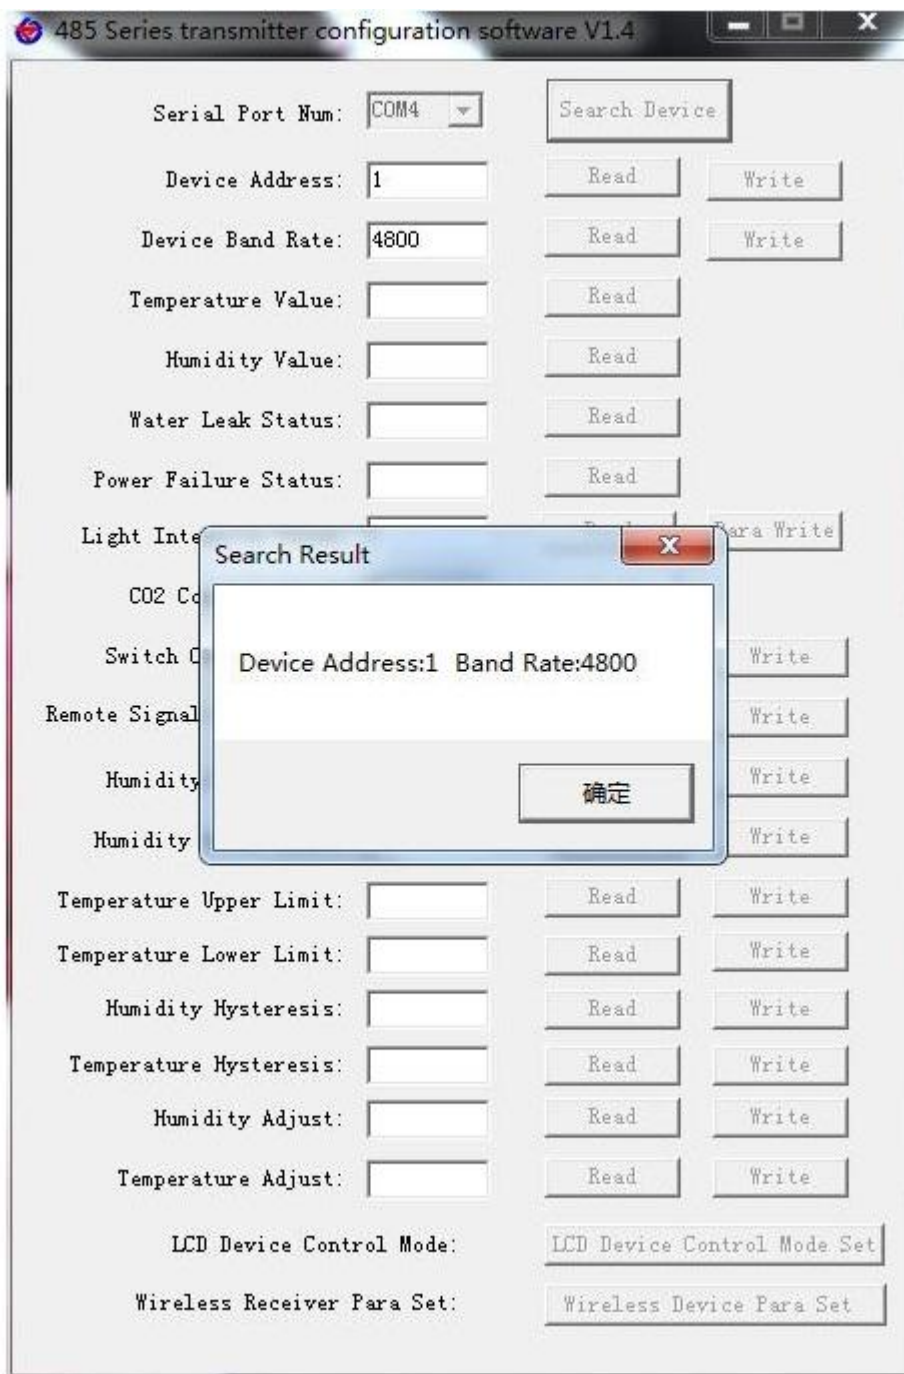 485 Series transmitter configuration software V1.4
Serial Port Num: COM4 Search Device
Device Address: 1 Read Write
Device Band Rate: 4800 Read Write
Temperature Value: Read
Humidity Value: Read
Water Leak Status: Read
Power Failure Status: Read
Light Para Write
Search Result
CO2
Device Address:1 Band Rate:4800
Switch Write
Remote Signal Write
Humidity Write
确定
Humidity Write
Temperature Upper Limit: Read Write
Temperature Lower Limit: Read Write
Humidity Hysteresis: Read Write
Temperature Hysteresis: Read Write
Humidity Adjust: Read Write
Temperature Adjust: Read Write
LCD Device Control Mode: LCD Device Control Mode Set
Wireless Receiver Para Set: Wireless Device Para Set